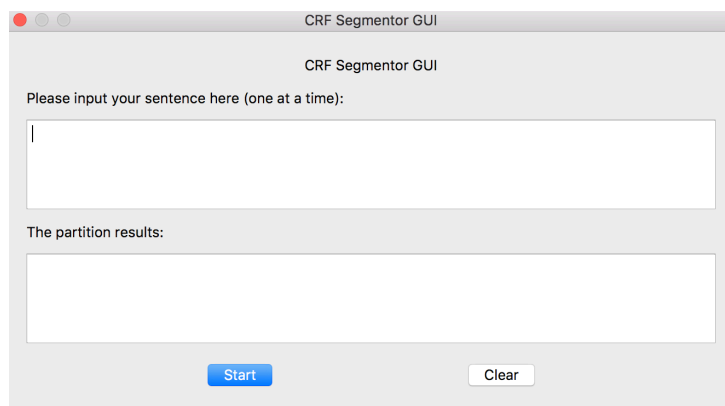 CRF Segmentor GUI
CRF Segmentor GUI
Please input your sentence here (one at a time):
The partition results:
Start Clear